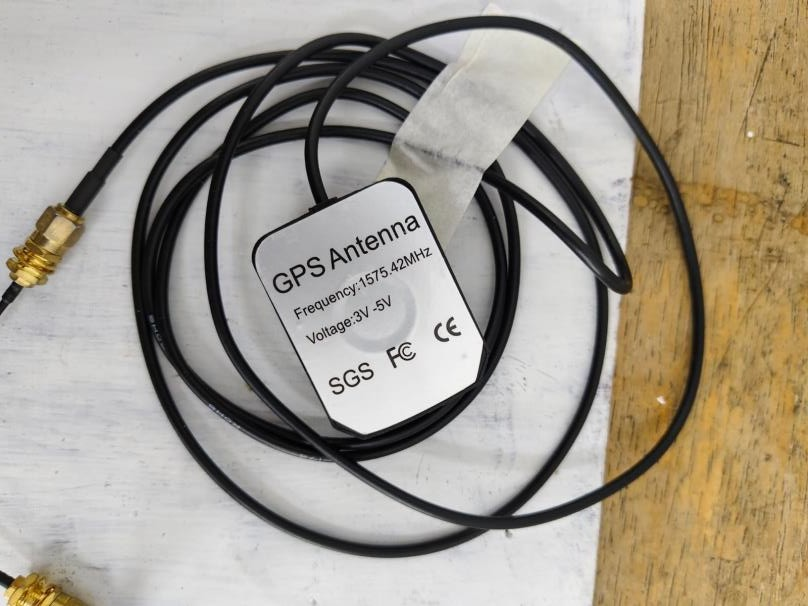 GPS Antenna
Frequency:1575.42MHz
Voltage:3V -5V
SGS FC CE